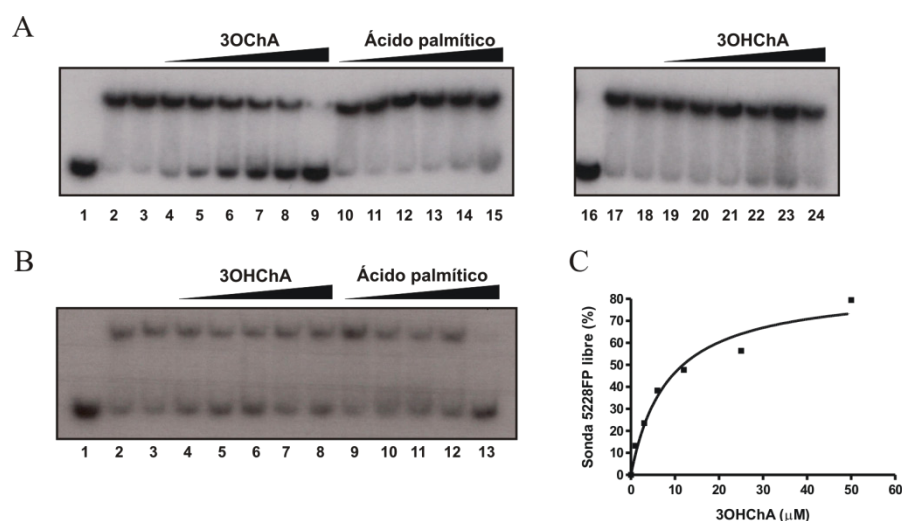 A
3OChA Ácido palmítico
3OHChA
1 2 3 4 5 6 7 8 9 10 11 12 13 14 15
16 17 18 19 20 21 22 23 24
B
3OHChA Ácido palmítico
1 2 3 4 5 6 7 8 9 10 11 12 13
C
Sonda 5228FP libre (%)
80
70
60
50
40
30
20
10
0
0 10 20 30 40 50 60
3OHChA (μM)